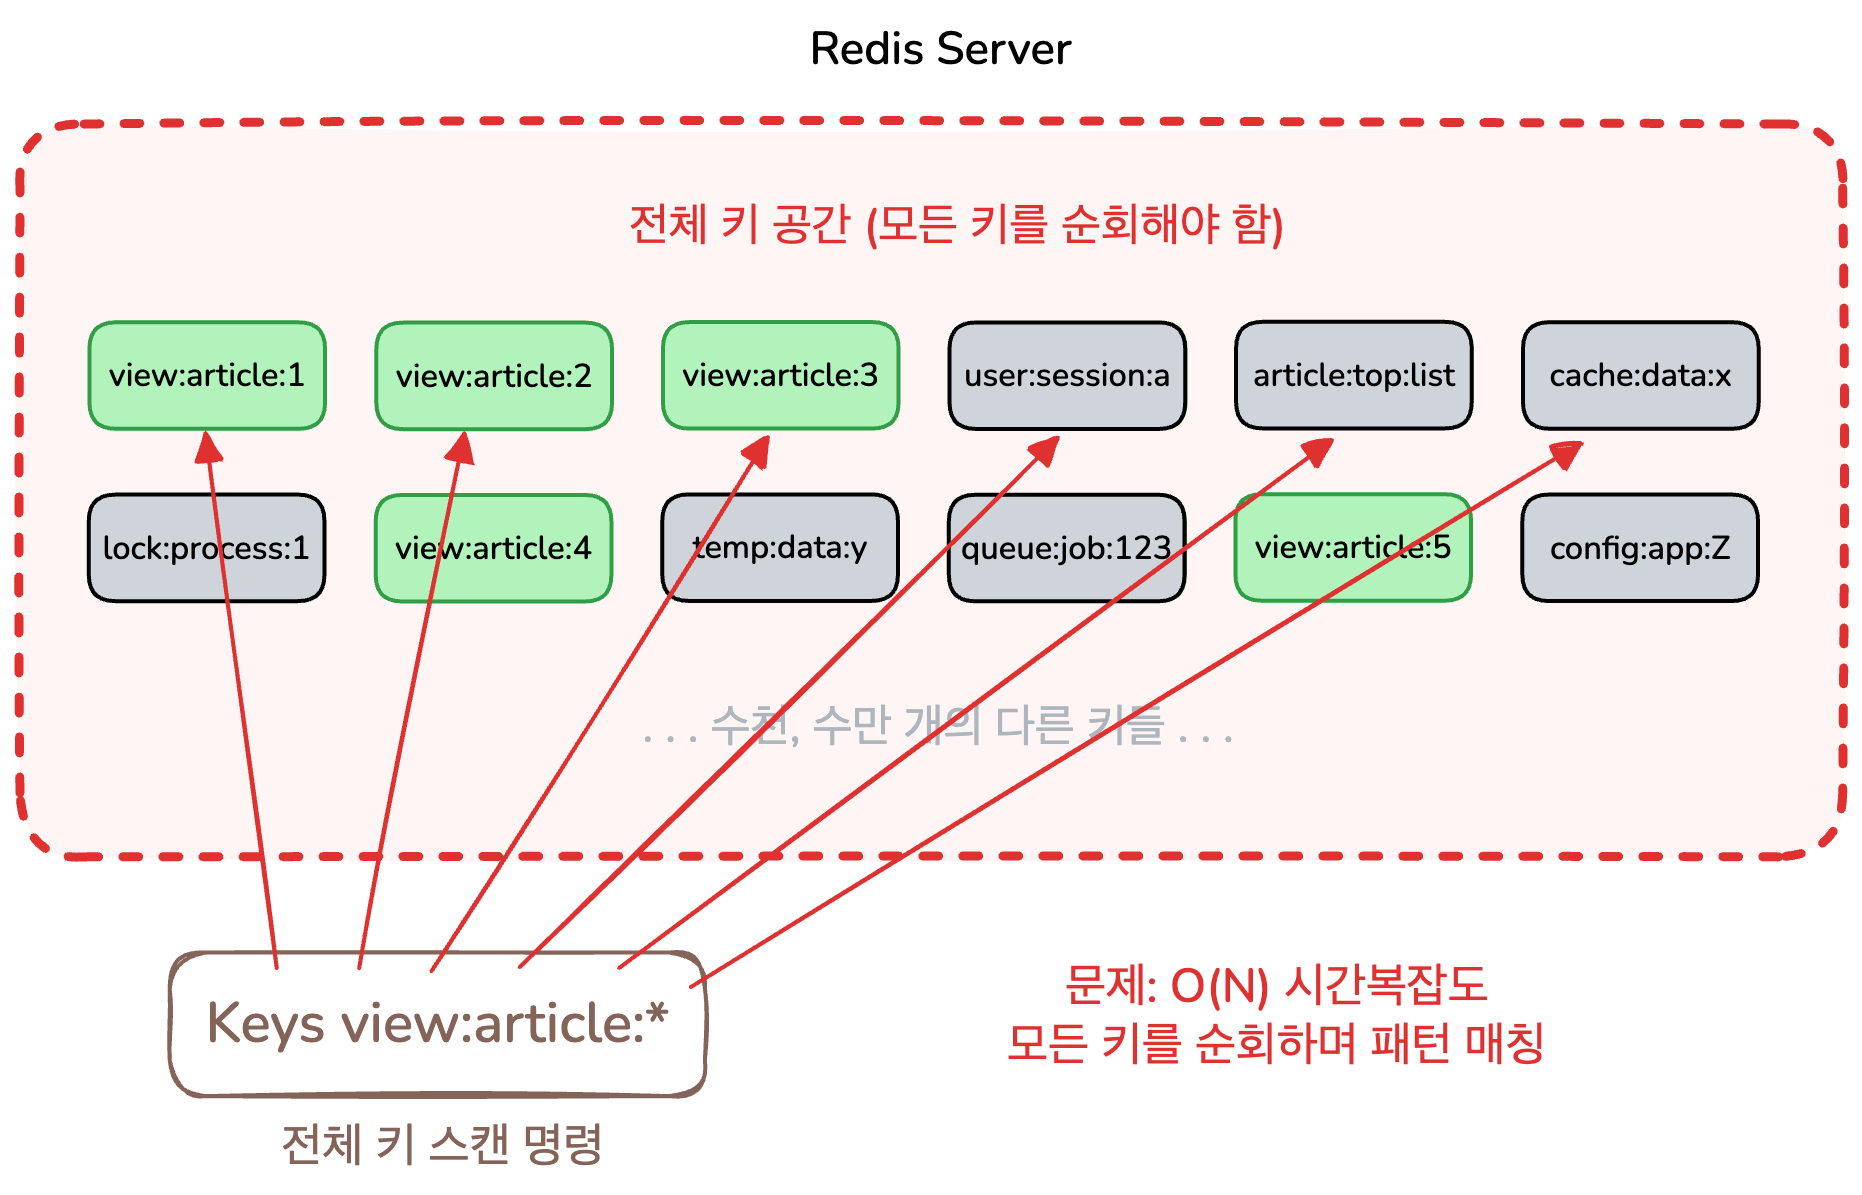 Redis Server
전체 키 공간 (모든 키를 순회해야 함)
view:article:1
view:article:2
view:article:3
user:session:a
article:top:list
cache:data:x
lock:process:1
view:article:4
temp:data:y
queue:job:123
view:article:5
config:app:Z
. . . 수천, 수만 개의 다른 키들 . . .
Keys view:article:*
전체 키 스캔 명령
문제: O(N) 시간복잡도
모든 키를 순회하며 패턴 매칭